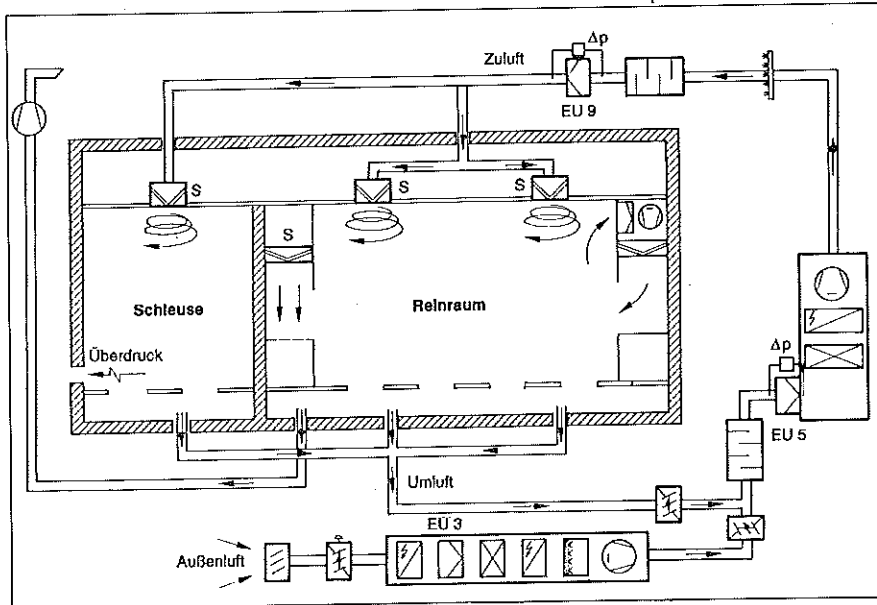 Zuluft
Δp
EU 9
S
S
S
S
Schleuse
Reinraum
Überdruck
Δp
EU 5
Umluft
EU 3
Außenluft